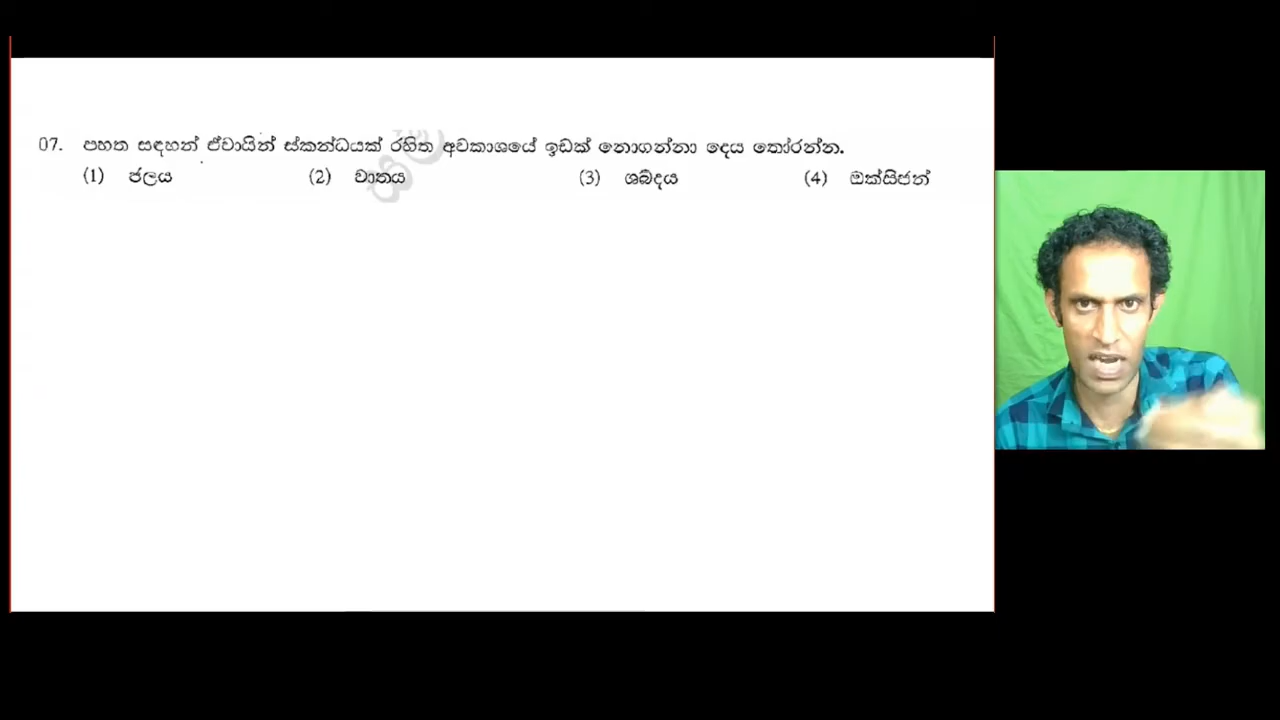 07. පහත සඳහන් ඒවායින් ස්කන්ධයක් රහිත අවකාශයේ ඉඩක් නොගන්නා දෙය තෝරන්න.
(1) ජලය (2) වාතය (3) ශබ්දය (4) ඔක්සිජන්